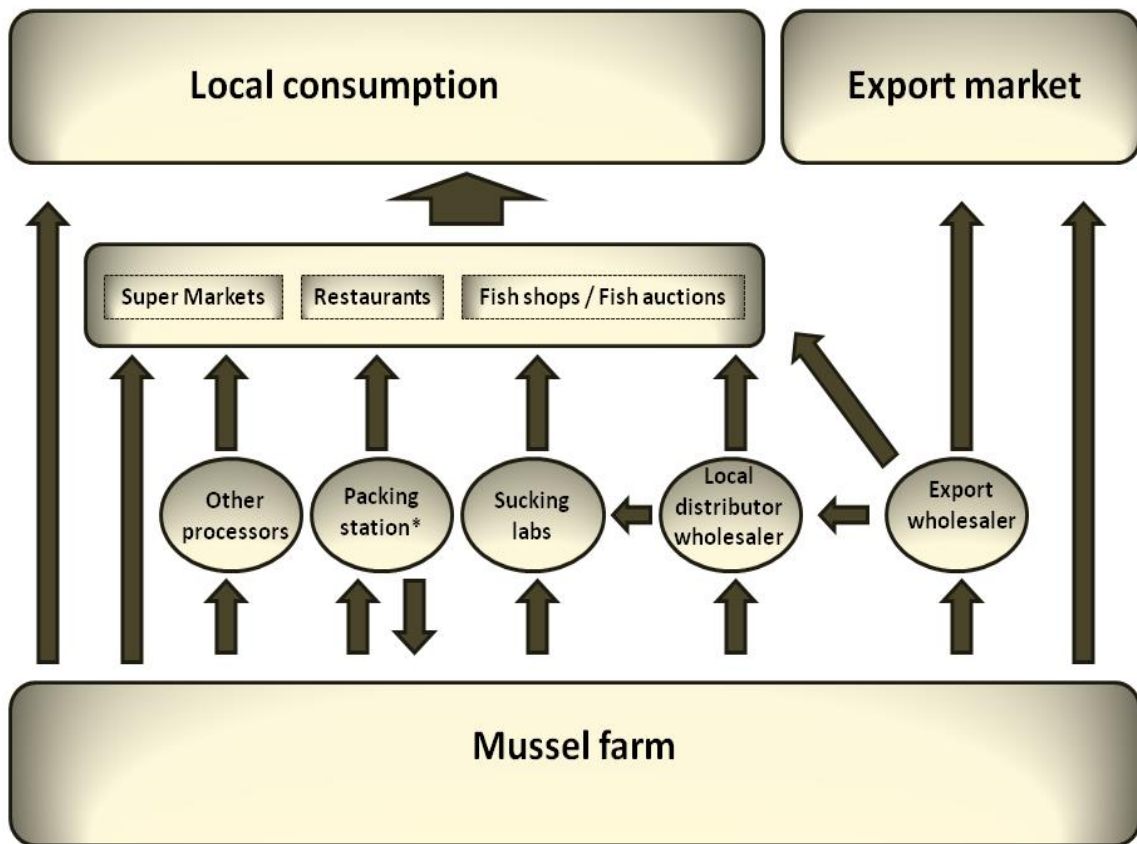 Local consumption
Export market
Super Markets
Restaurants
Fish shops / Fish auctions
Other
processors
Packing
station*
Sucking
labs
Local
distributor
wholesaler
Export
wholesaler
Mussel farm